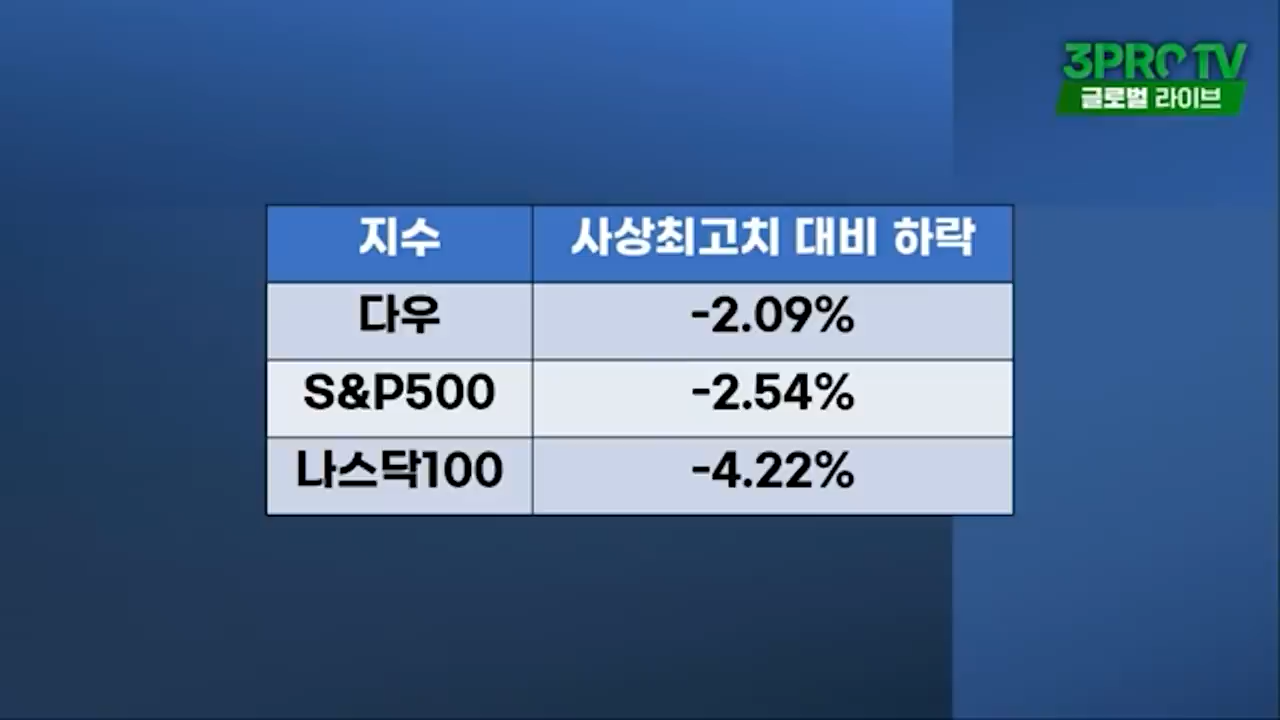 3PRO TV
글로벌 라이브
지수 사상최고치 대비 하락
다우 -2.09%
S&P500 -2.54%
나스닥100 -4.22%